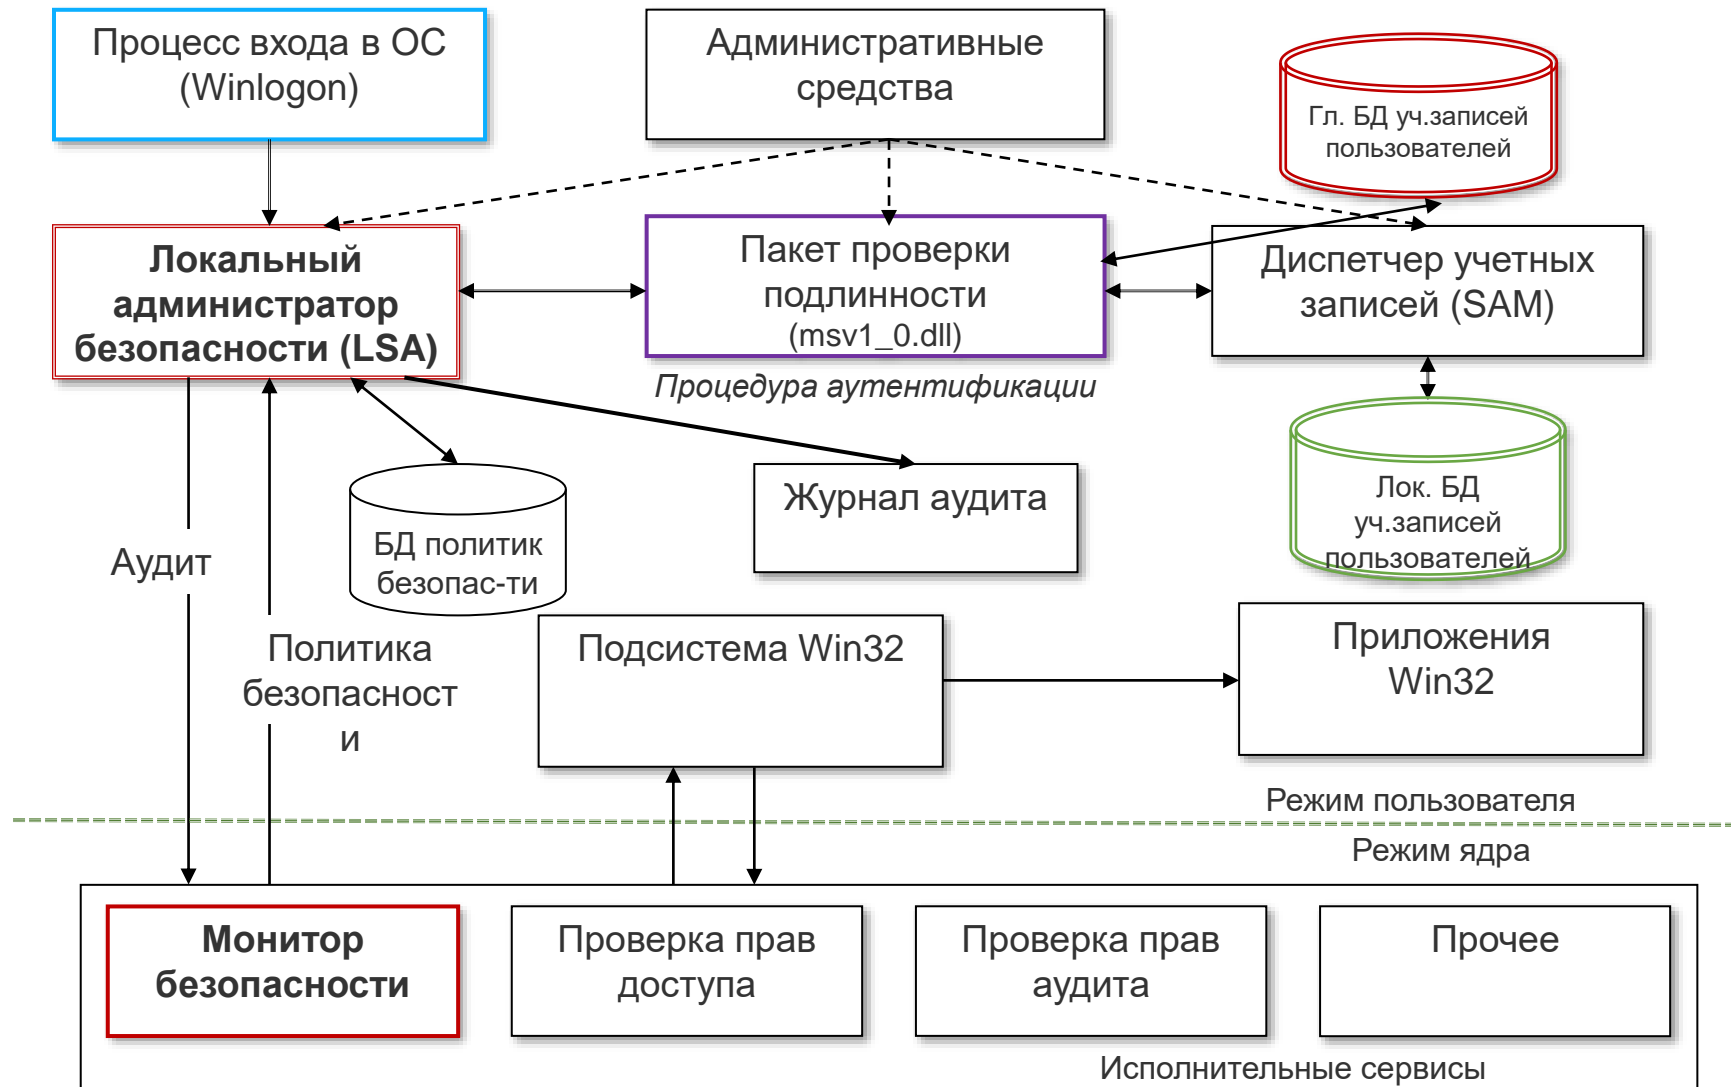 Процесс входа в ОС
(Winlogon)
Административные
средства
Гл. БД уч.записей
пользователей
Локальный
администратор
безопасности (LSA)
Пакет проверки
подлинности
(msv1_0.dll)
Диспетчер учетных
записей (SAM)
Процедура аутентификации
Журнал аудита
Лок. БД
уч.записей
пользователей
БД политик
безопас-ти
Аудит
Политика
безопасност
и
Подсистема Win32
Приложения
Win32
Режим пользователя
Режим ядра
Монитор
безопасности
Проверка прав
доступа
Проверка прав
аудита
Прочее
Исполнительные сервисы